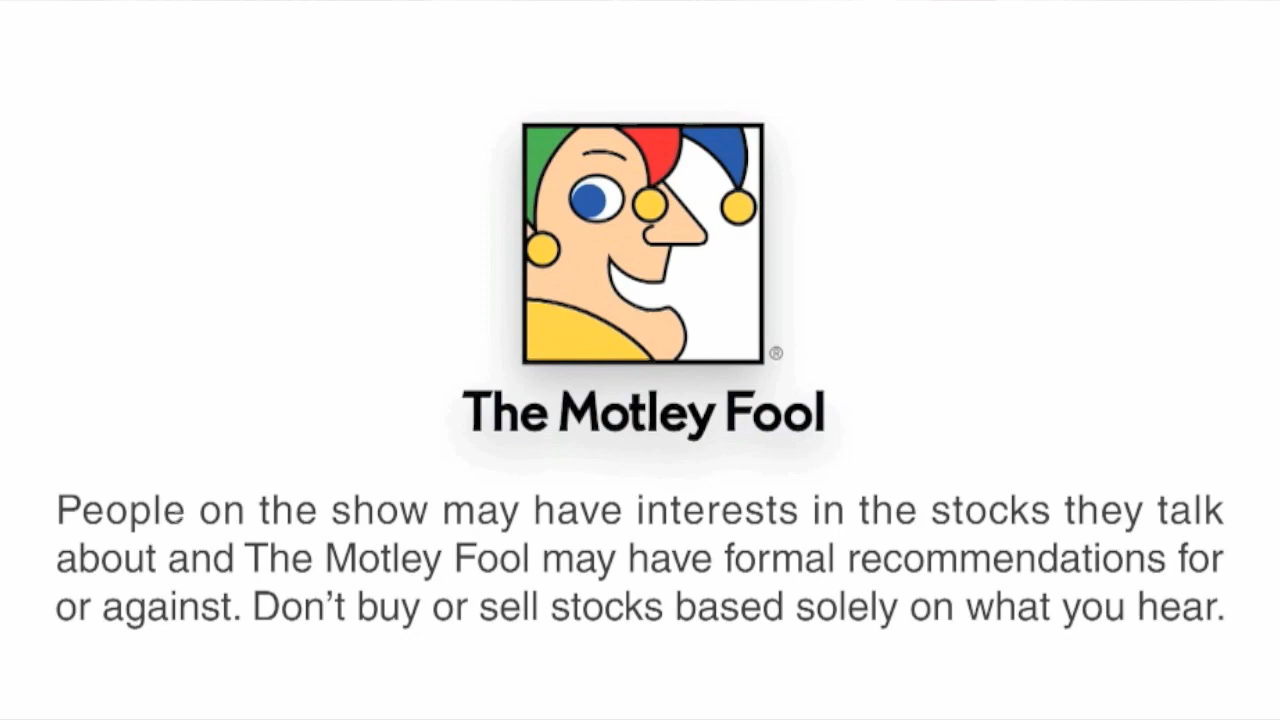 ®
The Motley Fool
People on the show may have interests in the stocks they talk
about and The Motley Fool may have formal recommendations for
or against. Don’t buy or sell stocks based solely on what you hear.